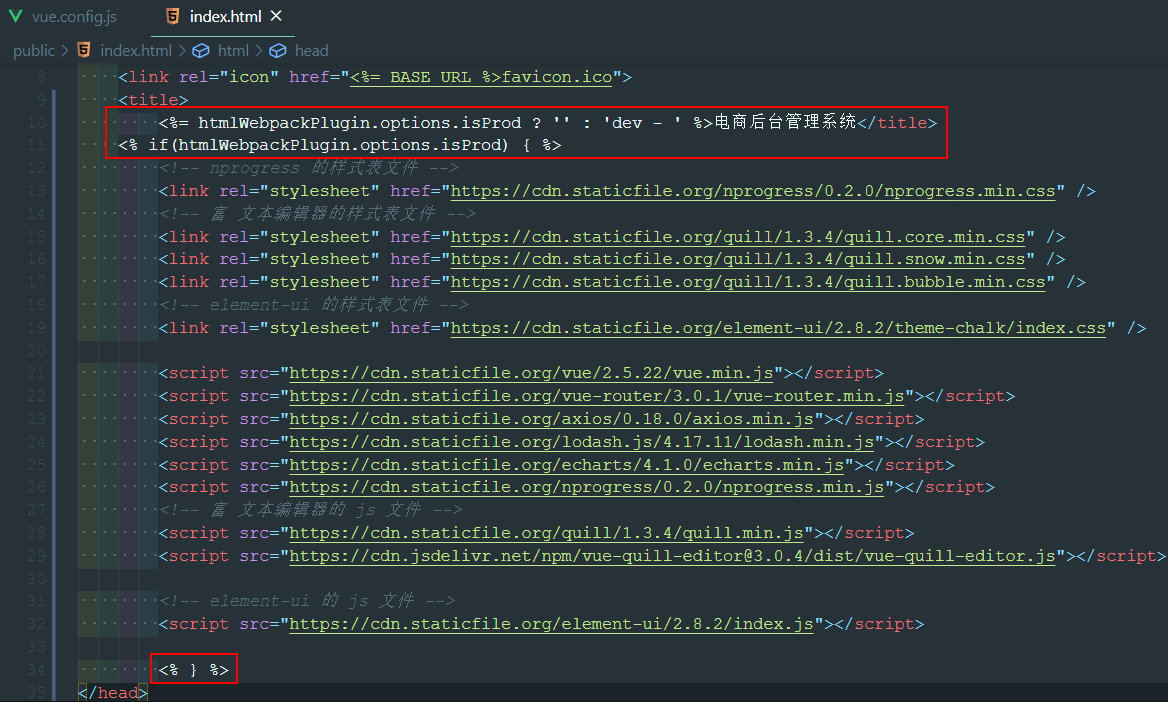 vue.config.js index.html ×
public > index.html > html > head
8 <link rel="icon" href="<%= BASE_URL %>favicon.ico">
9 <title>
10 <%= htmlWebpackPlugin.options.isProd ? '' : 'dev - ' %>电商后台管理系统</title>
11 <% if(htmlWebpackPlugin.options.isProd) { %>
12 <!-- nprogress 的样式表文件 -->
13 <link rel="stylesheet" href="https://cdn.staticfile.org/nprogress/0.2.0/nprogress.min.css" />
14 <!-- 富 文本编辑器的样式表文件 -->
15 <link rel="stylesheet" href="https://cdn.staticfile.org/quill/1.3.4/quill.core.min.css" />
16 <link rel="stylesheet" href="https://cdn.staticfile.org/quill/1.3.4/quill.snow.min.css" />
17 <link rel="stylesheet" href="https://cdn.staticfile.org/quill/1.3.4/quill.bubble.min.css" />
18 <!-- element-ui 的样式表文件 -->
19 <link rel="stylesheet" href="https://cdn.staticfile.org/element-ui/2.8.2/theme-chalk/index.css" />
20
21 <script src="https://cdn.staticfile.org/vue/2.5.22/vue.min.js"></script>
22 <script src="https://cdn.staticfile.org/vue-router/3.0.1/vue-router.min.js"></script>
23 <script src="https://cdn.staticfile.org/axios/0.18.0/axios.min.js"></script>
24 <script src="https://cdn.staticfile.org/lodash.js/4.17.11/lodash.min.js"></script>
25 <script src="https://cdn.staticfile.org/echarts/4.1.0/echarts.min.js"></script>
26 <script src="https://cdn.staticfile.org/nprogress/0.2.0/nprogress.min.js"></script>
27 <!-- 富 文本编辑器的 js 文件 -->
28 <script src="https://cdn.staticfile.org/quill/1.3.4/quill.min.js"></script>
29 <script src="https://cdn.jsdelivr.net/npm/vue-quill-editor@3.0.4/dist/vue-quill-editor.js"></script>
30
31 <!-- element-ui 的 js 文件 -->
32 <script src="https://cdn.staticfile.org/element-ui/2.8.2/index.js"></script>
33
34 <% } %>
35 </head>